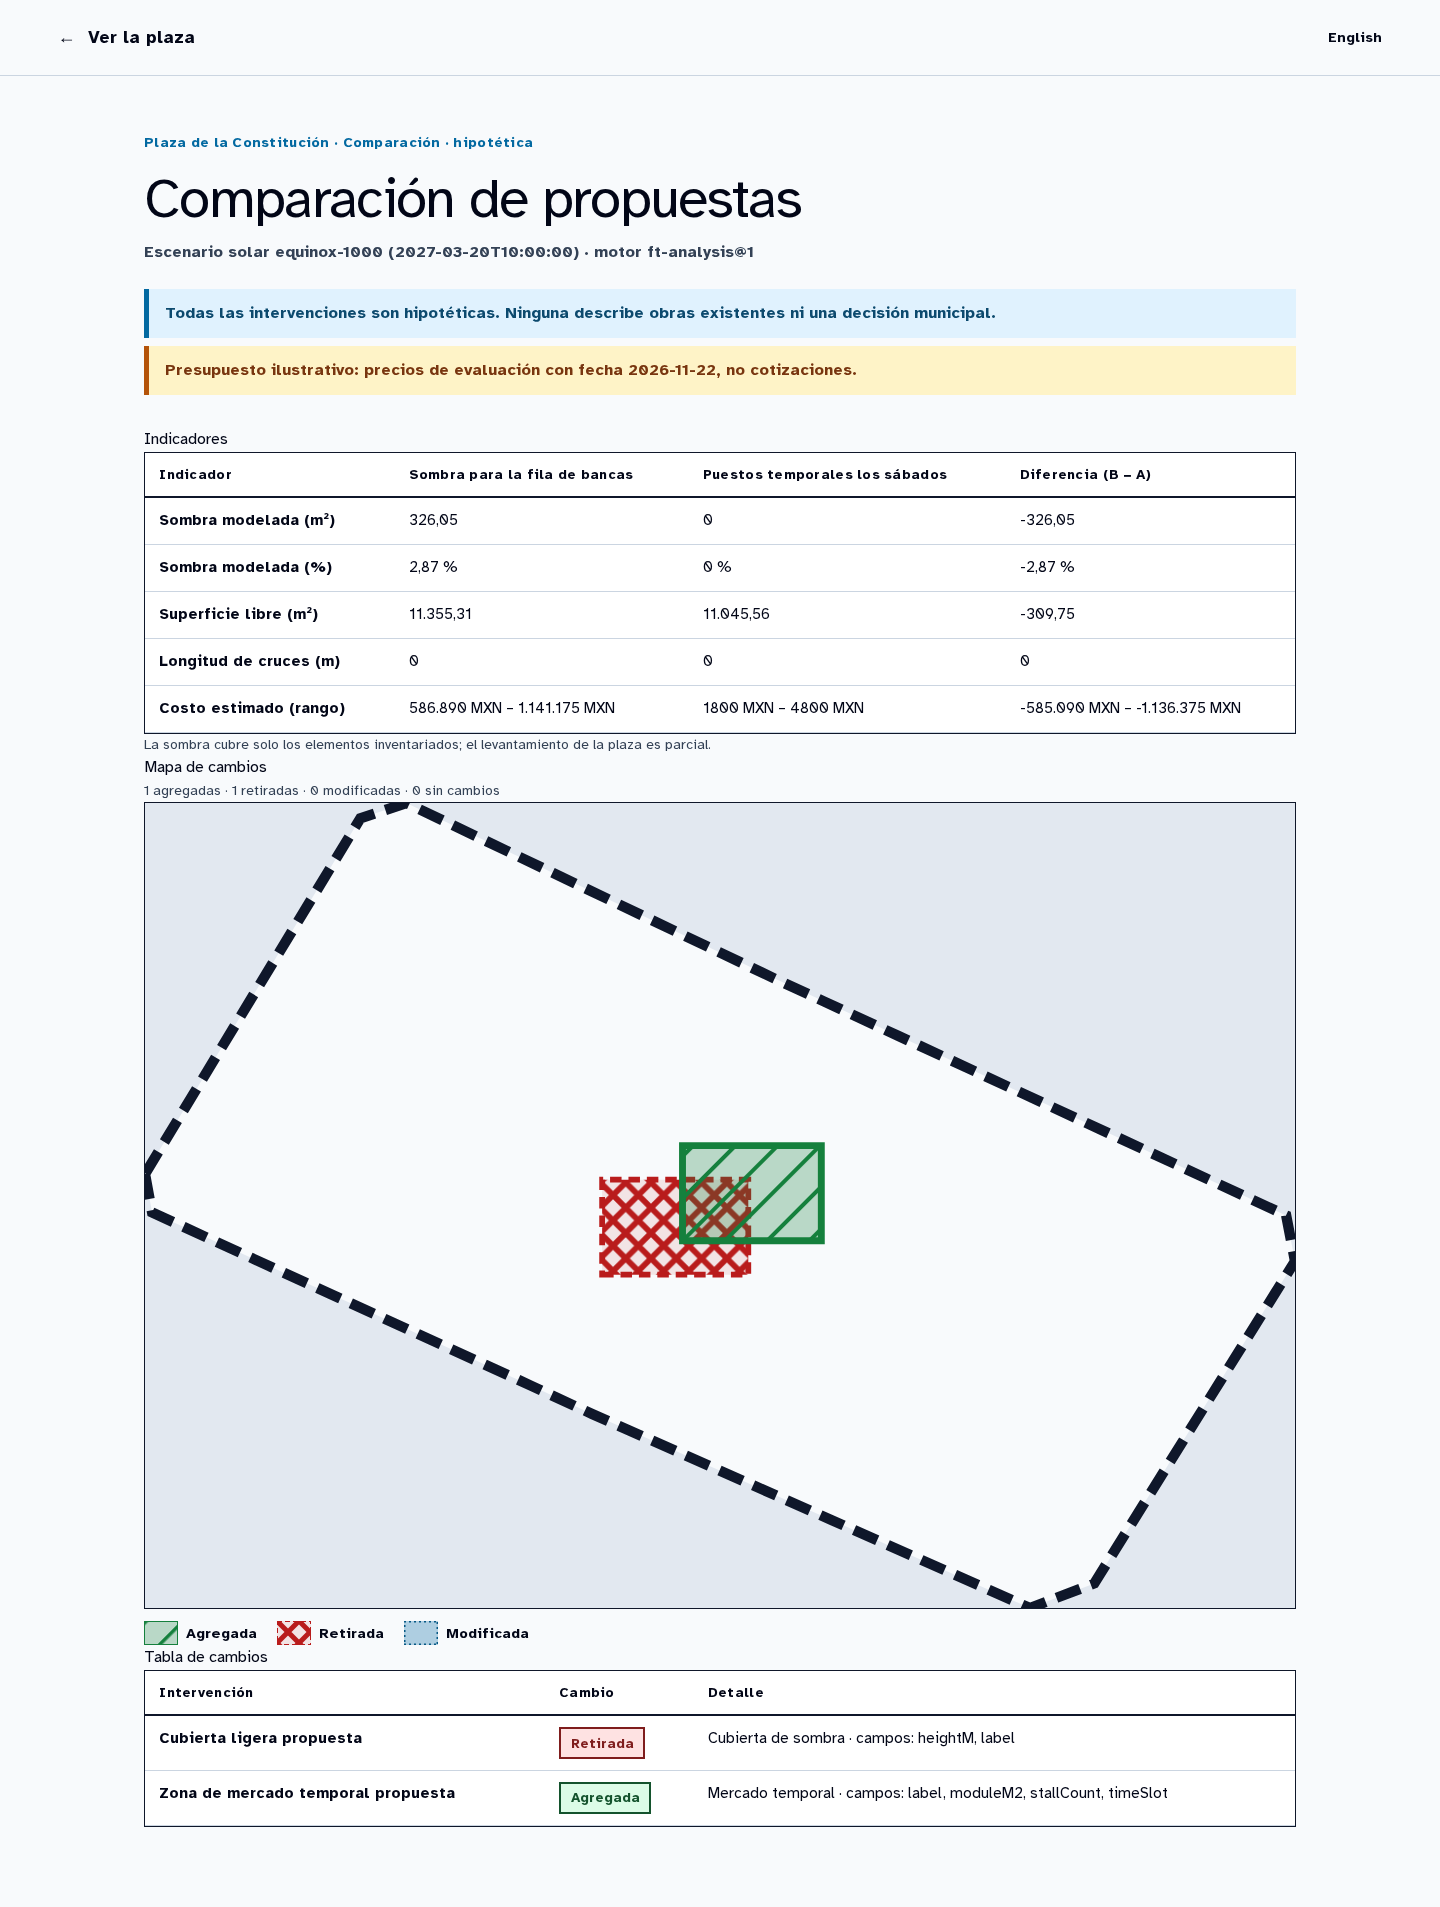 ← Ver la plaza
English
Plaza de la Constitución · Comparación · hipotética
Comparación de propuestas
Escenario solar equinox-1000 (2027-03-20T10:00:00) · motor ft-analysis@1
Todas las intervenciones son hipotéticas. Ninguna describe obras existentes ni una decisión municipal.
Presupuesto ilustrativo: precios de evaluación con fecha 2026-11-22, no cotizaciones.
Indicadores
Indicador Sombra para la fila de bancas Puestos temporales los sábados Diferencia (B – A)
Sombra modelada (m²) 326,05 0 -326,05
Sombra modelada (%) 2,87 % 0 % -2,87 %
Superficie libre (m²) 11.355,31 11.045,56 -309,75
Longitud de cruces (m) 0 0 0
Costo estimado (rango) 586.890 MXN – 1.141.175 MXN 1800 MXN – 4800 MXN -585.090 MXN – -1.136.375 MXN
La sombra cubre solo los elementos inventariados; el levantamiento de la plaza es parcial.
Mapa de cambios
1 agregadas · 1 retiradas · 0 modificadas · 0 sin cambios
Agregada Retirada Modificada
Tabla de cambios
Intervención Cambio Detalle
Cubierta ligera propuesta Retirada Cubierta de sombra · campos: heightM, label
Zona de mercado temporal propuesta Agregada Mercado temporal · campos: label, moduleM2, stallCount, timeSlot